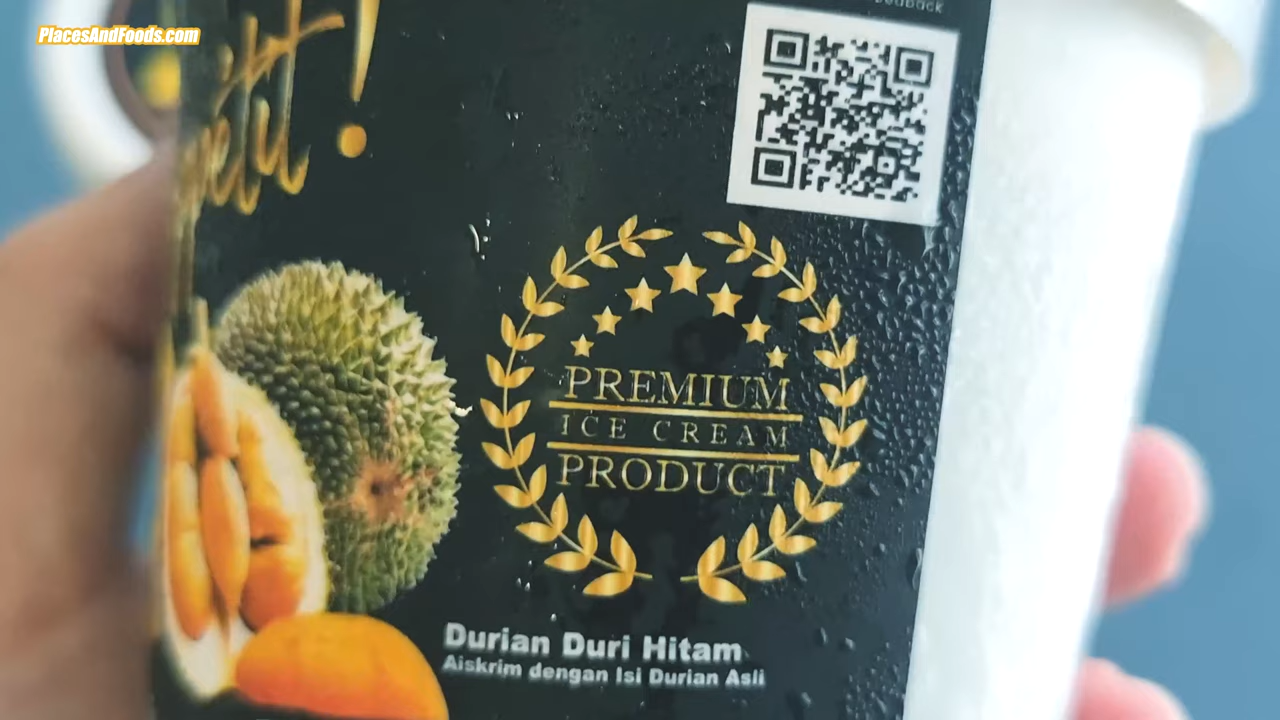 PlacesAndFoods.com
PREMIUM
ICE CREAM
PRODUCT
Durian Duri Hitam
Aiskrim dengan Isi Durian Asli